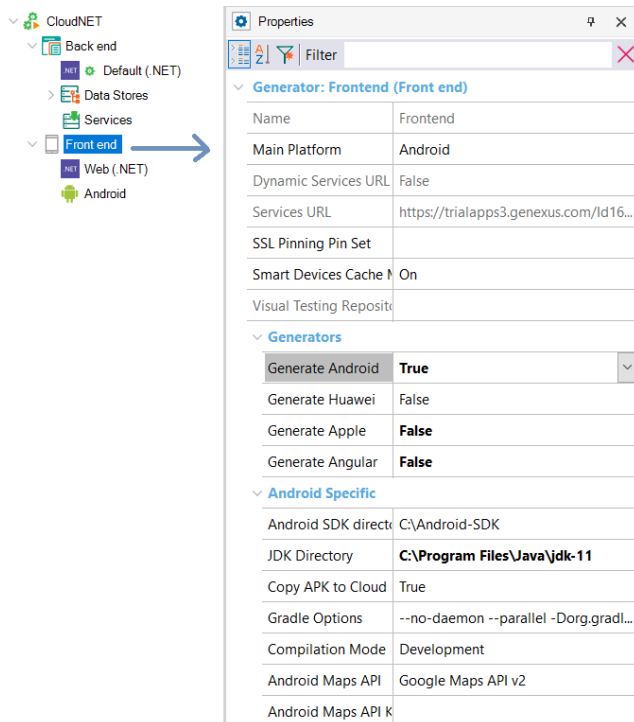 CloudNET
Back end
.NET Default (.NET)
Data Stores
Services
Front end
.NET Web (.NET)
Android
Properties
A Z Filter
Generator: Frontend (Front end)
Name Frontend
Main Platform Android
Dynamic Services URL False
Services URL https://trialapps3.genexus.com/Id16...
SSL Pinning Pin Set
Smart Devices Cache M On
Visual Testing Reposito
Generators
Generate Android True
Generate Huawei False
Generate Apple False
Generate Angular False
Android Specific
Android SDK directo C:\Android-SDK
JDK Directory C:\Program Files\Java\jdk-11
Copy APK to Cloud True
Gradle Options --no-daemon --parallel -Dorg.gradl...
Compilation Mode Development
Android Maps API Google Maps API v2
Android Maps API K